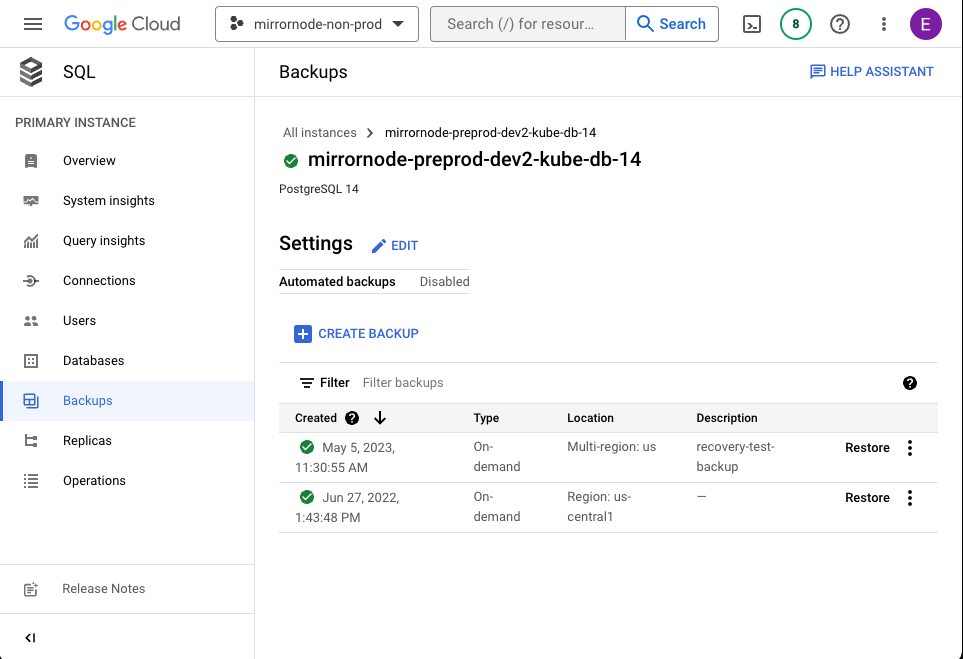 Google Cloud
mirrornode-non-prod
Search (/) for resour...
Search
8
E
SQL
Backups
HELP ASSISTANT
PRIMARY INSTANCE
Overview
System insights
Query insights
Connections
Users
Databases
Backups
Replicas
Operations
Release Notes
All instances
mirrornode-preprod-dev2-kube-db-14
mirrornode-preprod-dev2-kube-db-14
PostgreSQL 14
Settings
EDIT
Automated backups Disabled
CREATE BACKUP
Filter Filter backups
Created Type Location Description
May 5, 2023, On- Multi-region: us recovery-test- Restore
11:30:55 AM demand backup
Jun 27, 2022, On- Region: us- — Restore
1:43:48 PM demand central1